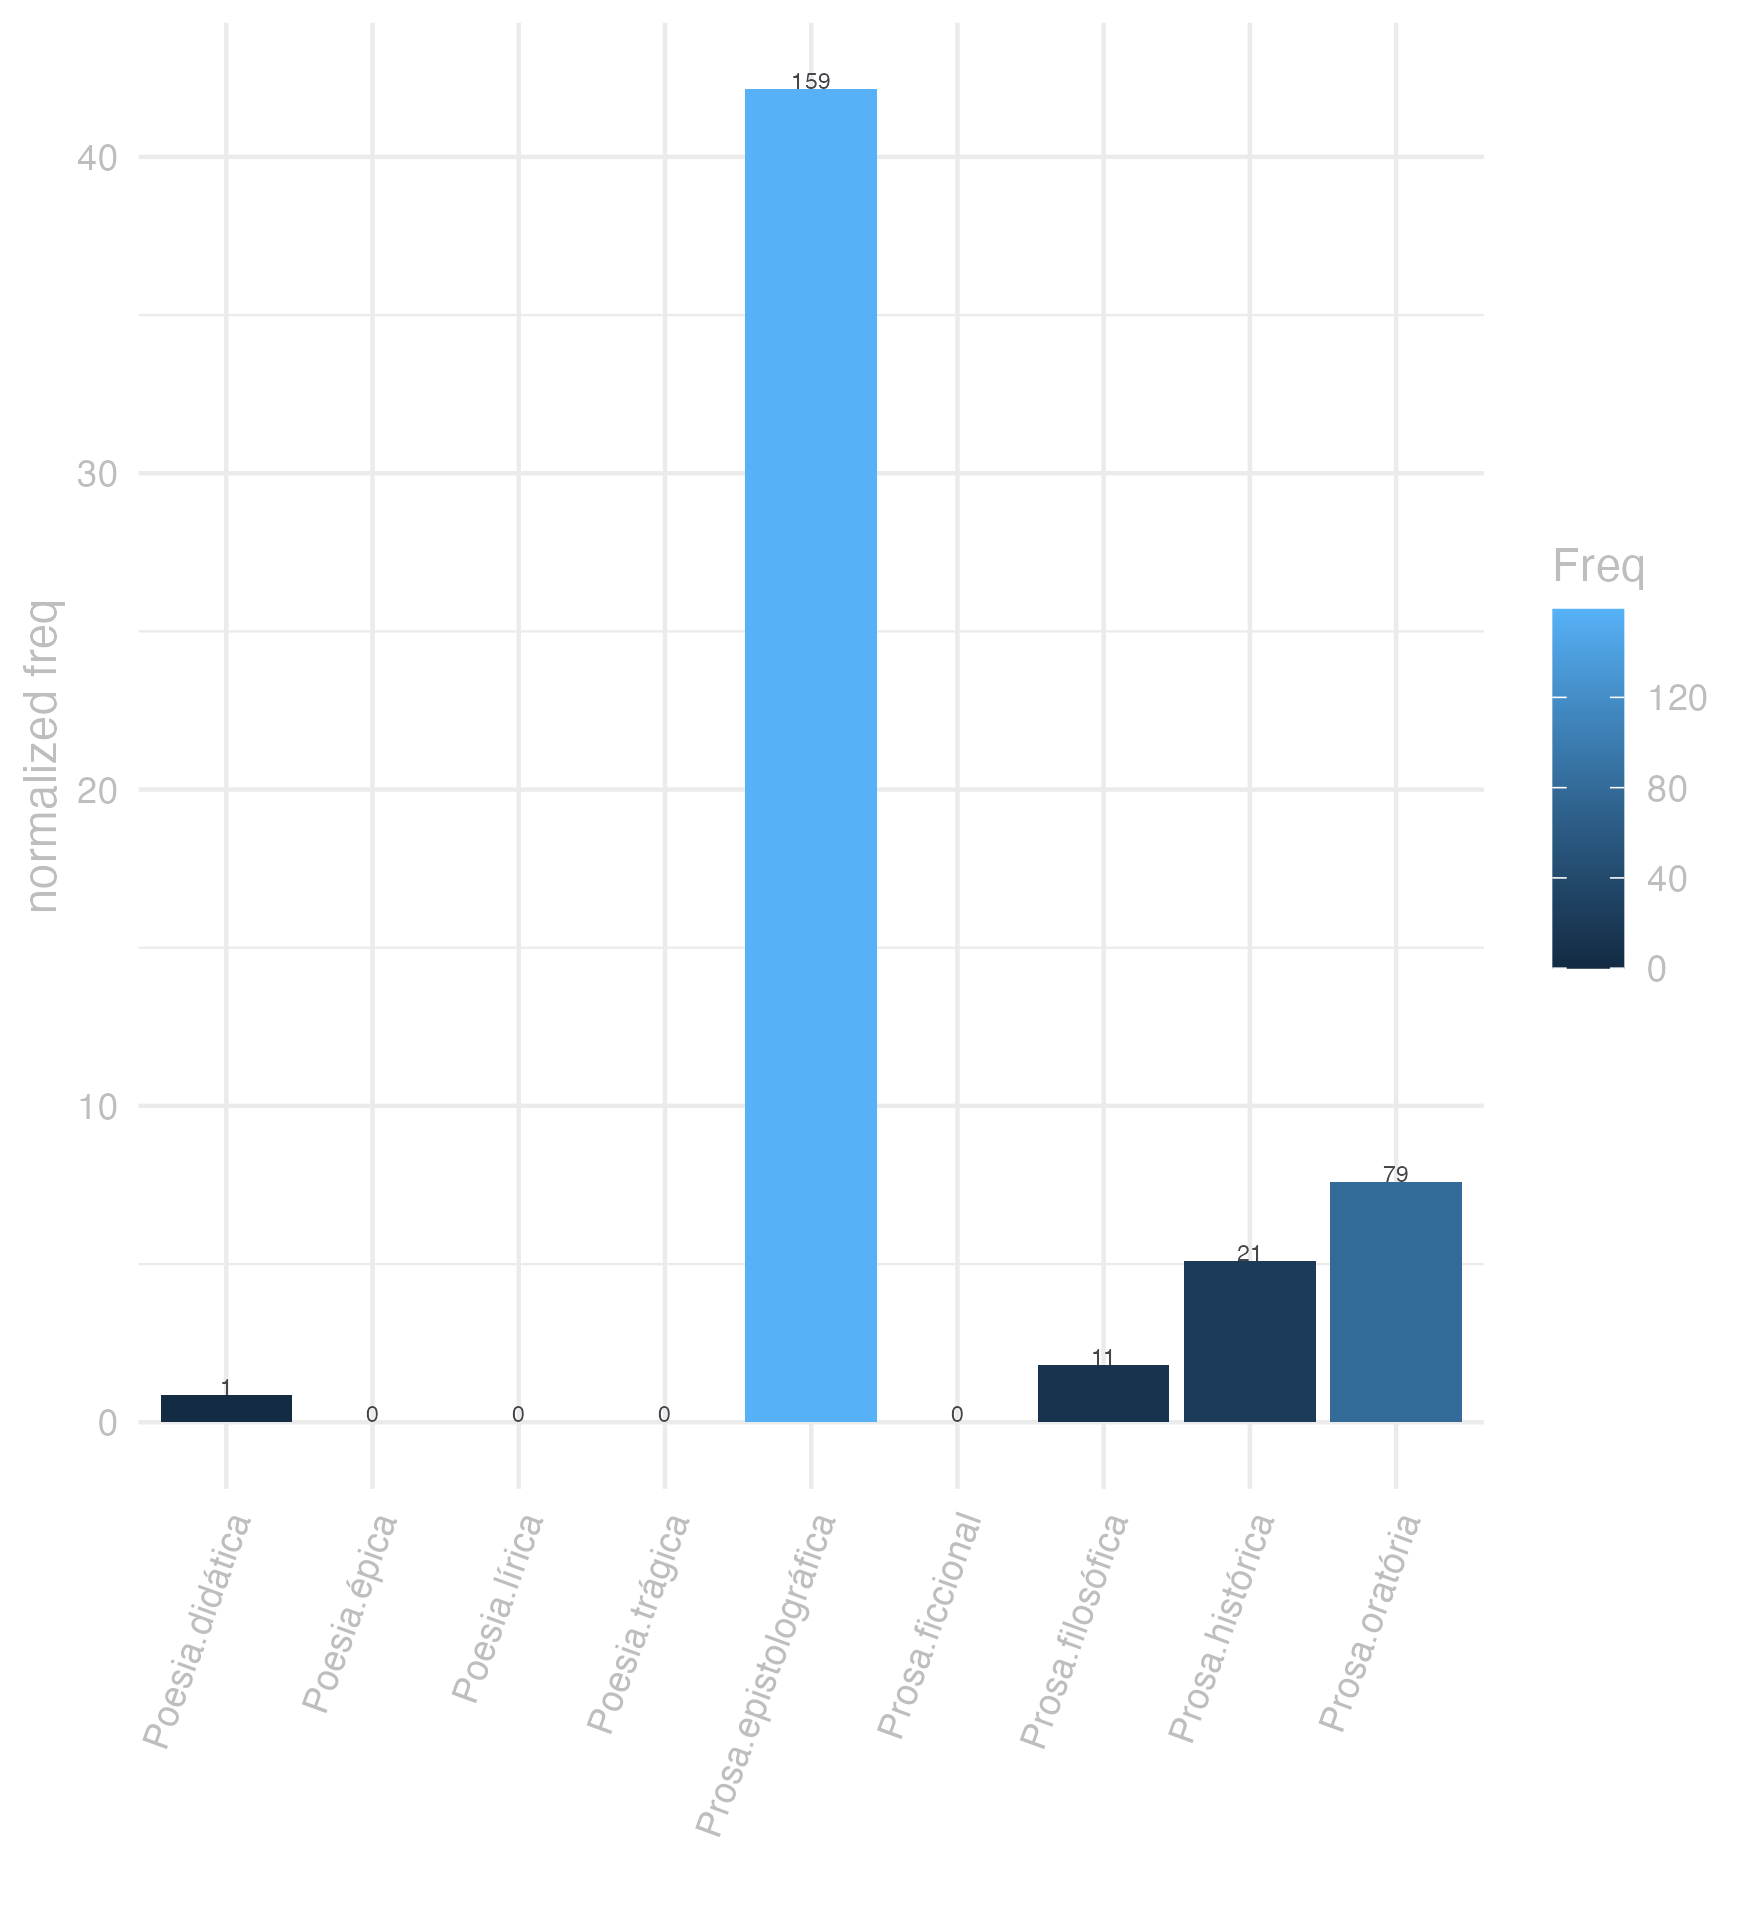 159
40
30
20
10
0
normalized freq
1
0
0
0
0
11
21
79
Poesia.didática
Poesia.épica
Poesia.lírica
Poesia.trágica
Prosa.epistolográfica
Prosa.ficcional
Prosa.filosófica
Prosa.histórica
Prosa.oratória
Freq
120
80
40
0